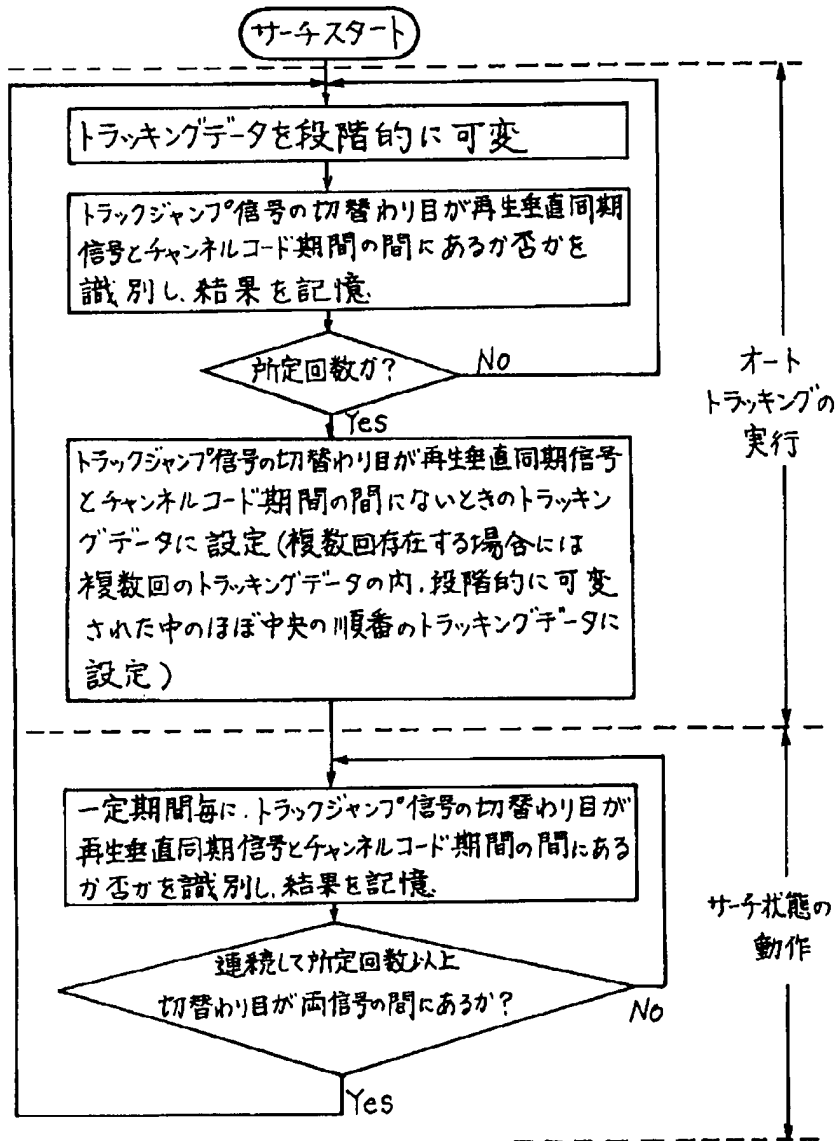 サーチスタート
トラッキングデータを段階的に可変
トラックジャンプ信号の切替わり目が再生垂直同期
信号とチャンネルコード期間の間にあるか否かを
識別し、結果を記憶.
所定回数か?
No
Yes
オート
トラッキングの
実行
トラックジャンプ信号の切替わり目が再生垂直同期信号
とチャンネルコード期間の間にないときのトラッキン
グデータに設定(複数回存在する場合には
複数回のトラッキングデータの内、段階的に可変
された中のほぼ中央の順番のトラッキングデータに
設定)
一定期間毎に、トラックジャンプ信号の切替わり目が
再生垂直同期信号とチャンネルコード期間の間にある
か否かを識別し、結果を記憶.
サーチ状態の
動作
連続して所定回数以上
切替わり目が両信号の間にあるか?
No
Yes